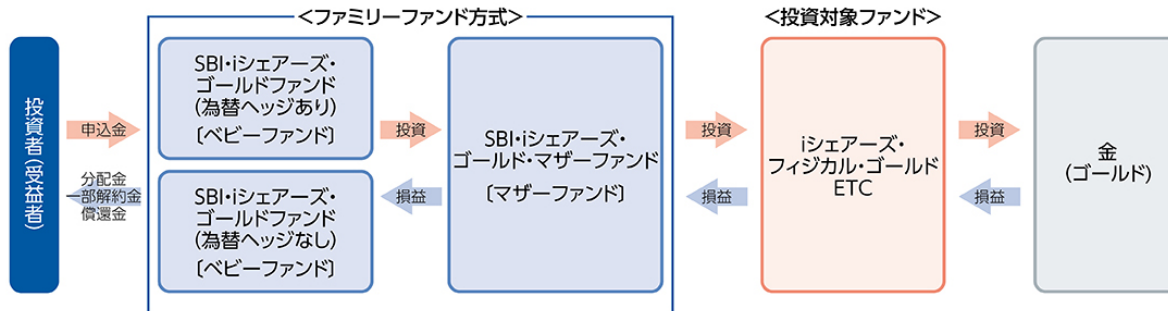 ＜ファミリーファンド方式＞
＜投資対象ファンド＞
投資者(受益者)
申込金
分配金
一部解約金
償還金
SBI・iシェアーズ・
ゴールドファンド
(為替ヘッジあり)
〔ベビーファンド〕
SBI・iシェアーズ・
ゴールドファンド
(為替ヘッジなし)
〔ベビーファンド〕
投資
損益
SBI・iシェアーズ・
ゴールド・マザーファンド
〔マザーファンド〕
投資
損益
iシェアーズ・
フィジカル・ゴールド
ETC
投資
損益
金
(ゴールド)